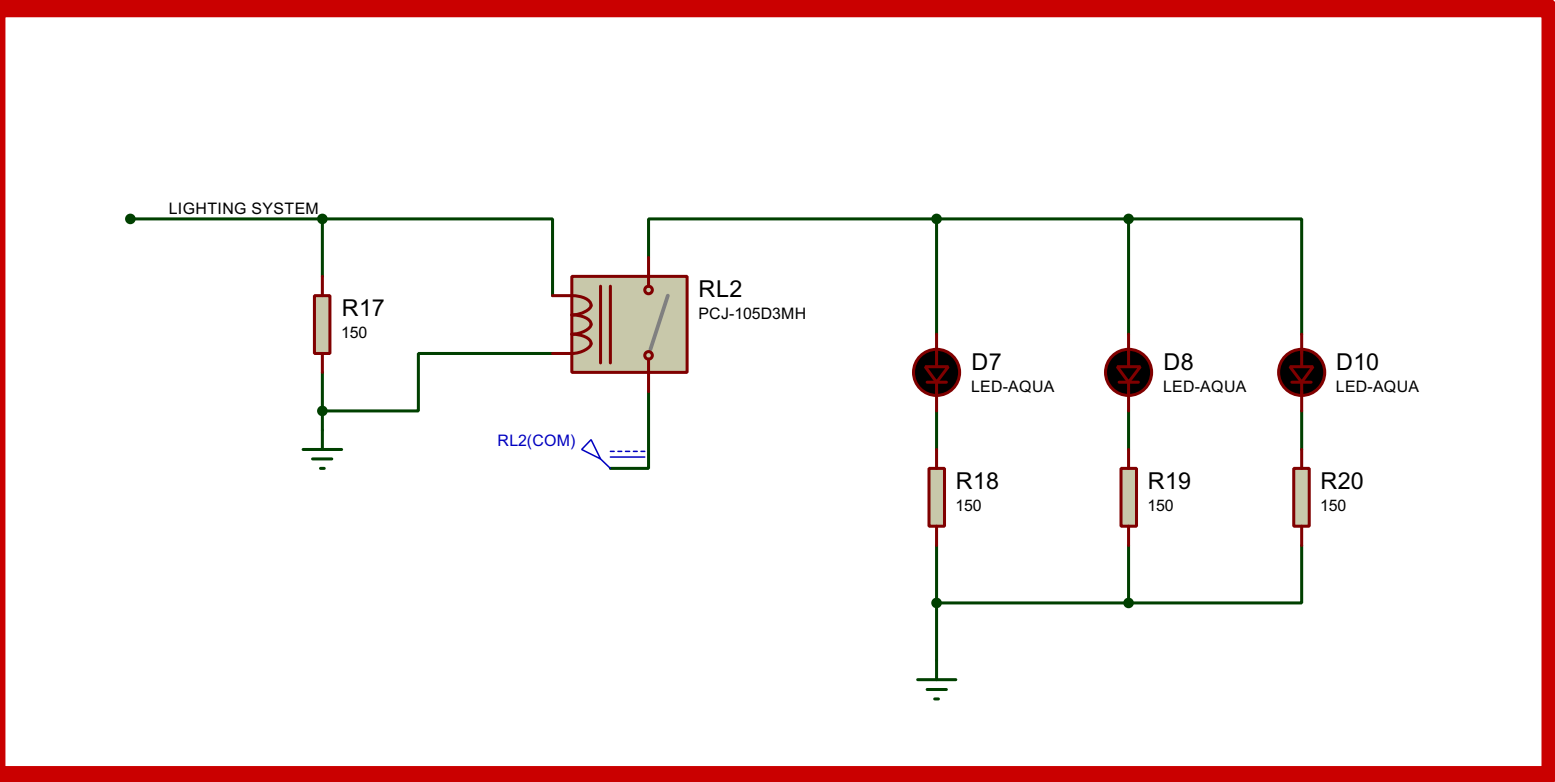 LIGHTING SYSTEM
R17
150
RL2
PCJ-105D3MH
RL2(COM)
D7
LED-AQUA
D8
LED-AQUA
D10
LED-AQUA
R18
150
R19
150
R20
150